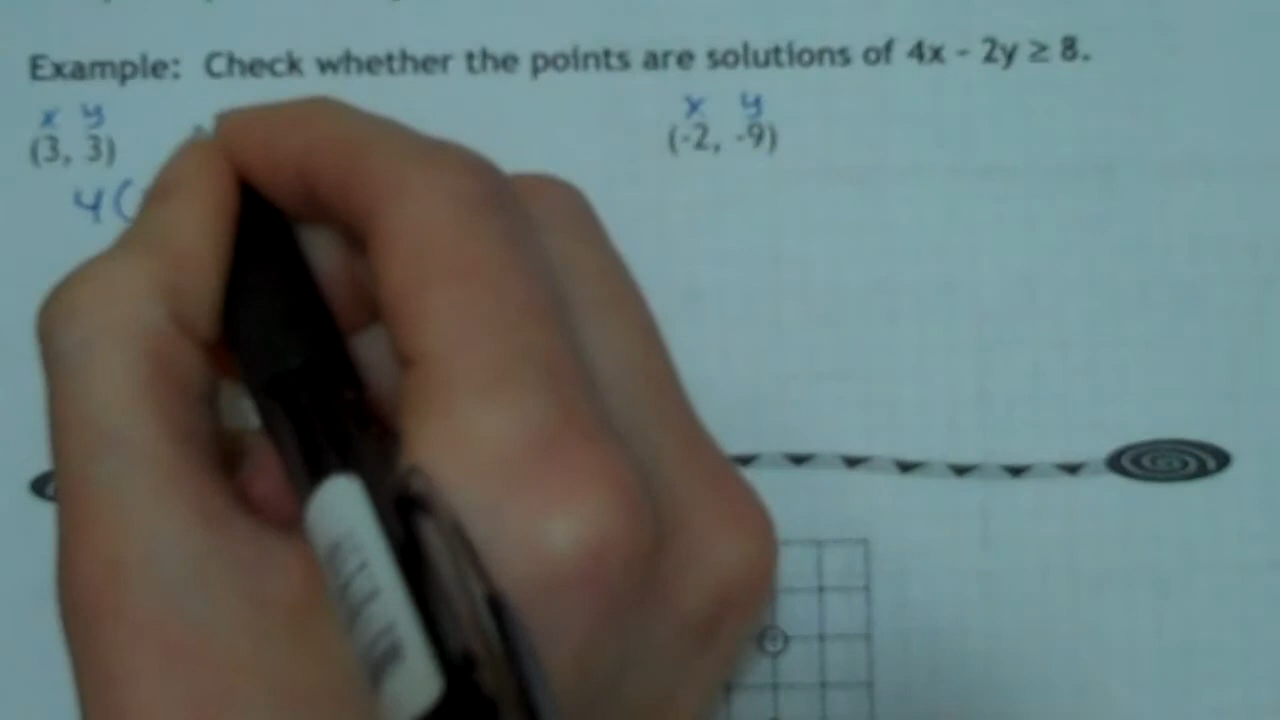 Example: Check whether the points are solutions of 4x - 2y ≥ 8.
x y
(3, 3)
4(
x y
(-2, -9)